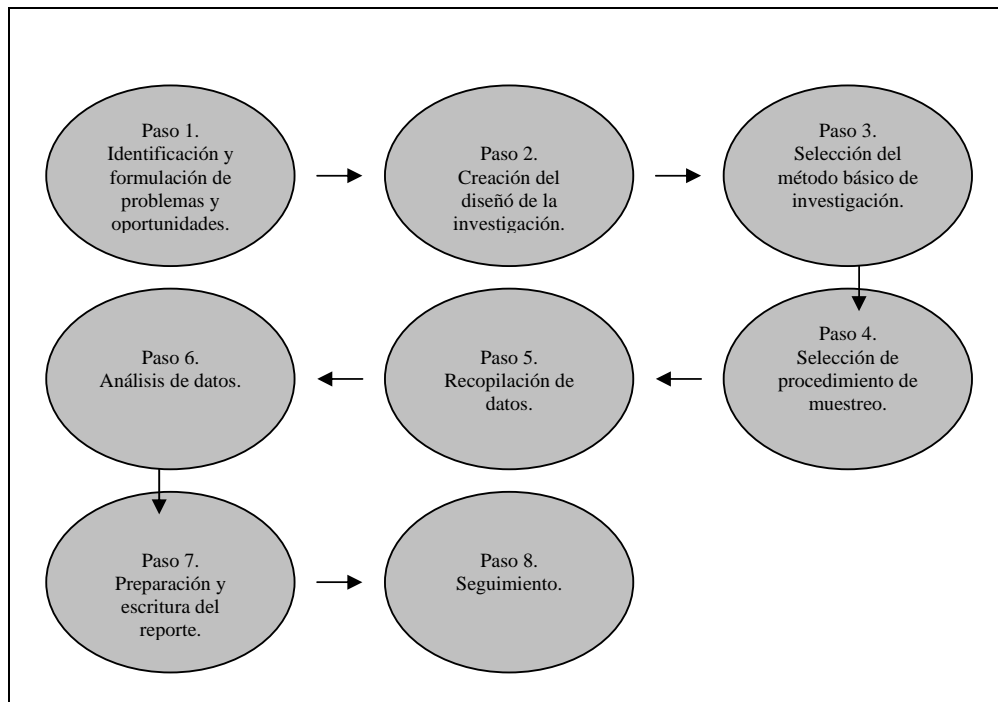 Paso 1.
Identificación y
formulación de
problemas y
oportunidades.
Paso 2.
Creación del
diseñó de la
investigación.
Paso 3.
Selección del
método básico de
investigación.
Paso 4.
Selección de
procedimiento de
muestreo.
Paso 5.
Recopilación de
datos.
Paso 6.
Análisis de datos.
Paso 7.
Preparación y
escritura del
reporte.
Paso 8.
Seguimiento.